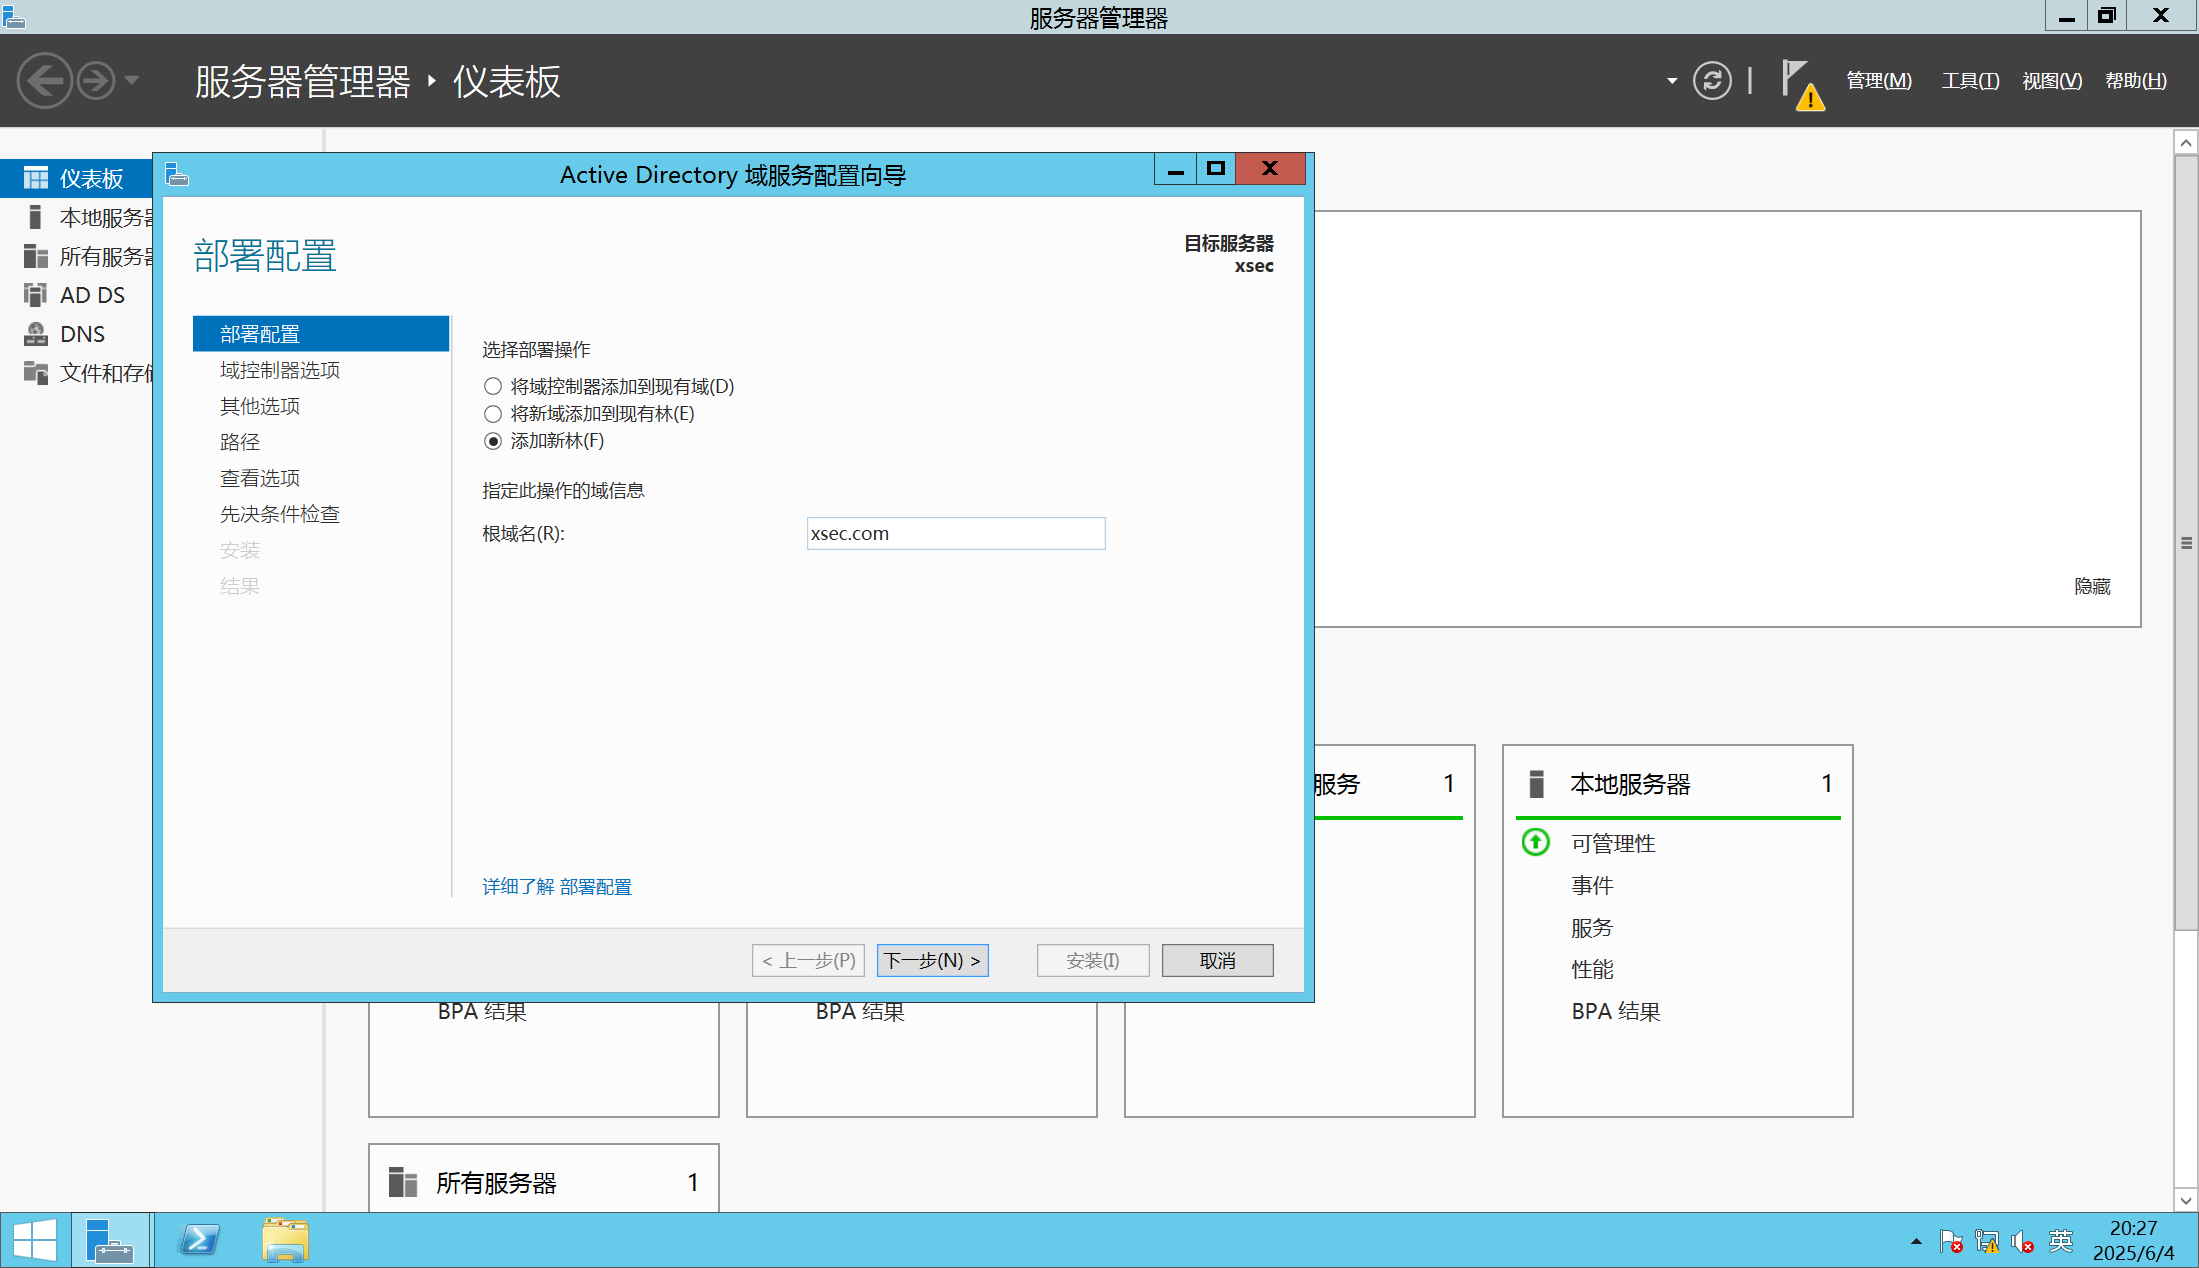 服务器管理器
服务器管理器 ‣ 仪表板
管理(M) 工具(T) 视图(V) 帮助(H)
仪表板
本地服务器
所有服务器
AD DS
DNS
文件和存储
Active Directory 域服务配置向导
部署配置
目标服务器
xsec
部署配置
域控制器选项
其他选项
路径
查看选项
先决条件检查
安装
结果
选择部署操作
将域控制器添加到现有域(D)
将新域添加到现有林(E)
添加新林(F)
指定此操作的域信息
根域名(R):
xsec.com
详细了解 部署配置
< 上一步(P)
下一步(N) >
安装(I)
取消
隐藏
服务 1
本地服务器 1
可管理性
事件
服务
性能
BPA 结果
BPA 结果
BPA 结果
所有服务器 1
英
20:27
2025/6/4